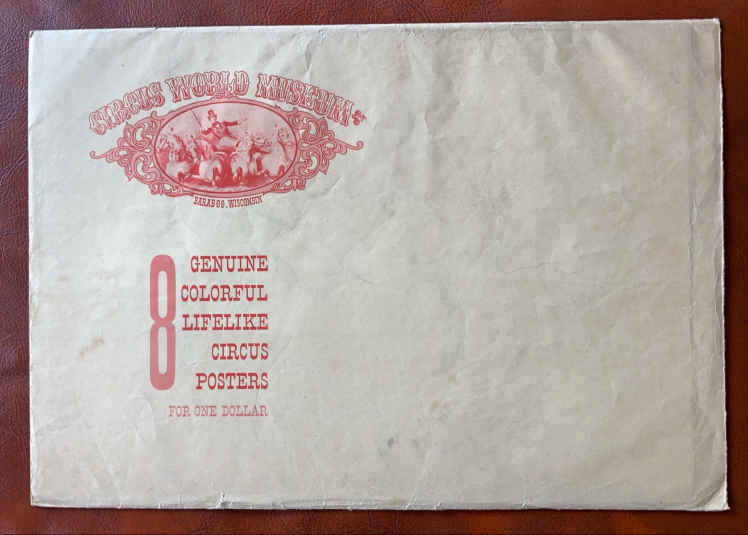 CIRCUS WORLD MUSEUM
BARABOO, WISCONSIN
8
GENUINE
COLORFUL
LIFELIKE
CIRCUS
POSTERS
FOR ONE DOLLAR